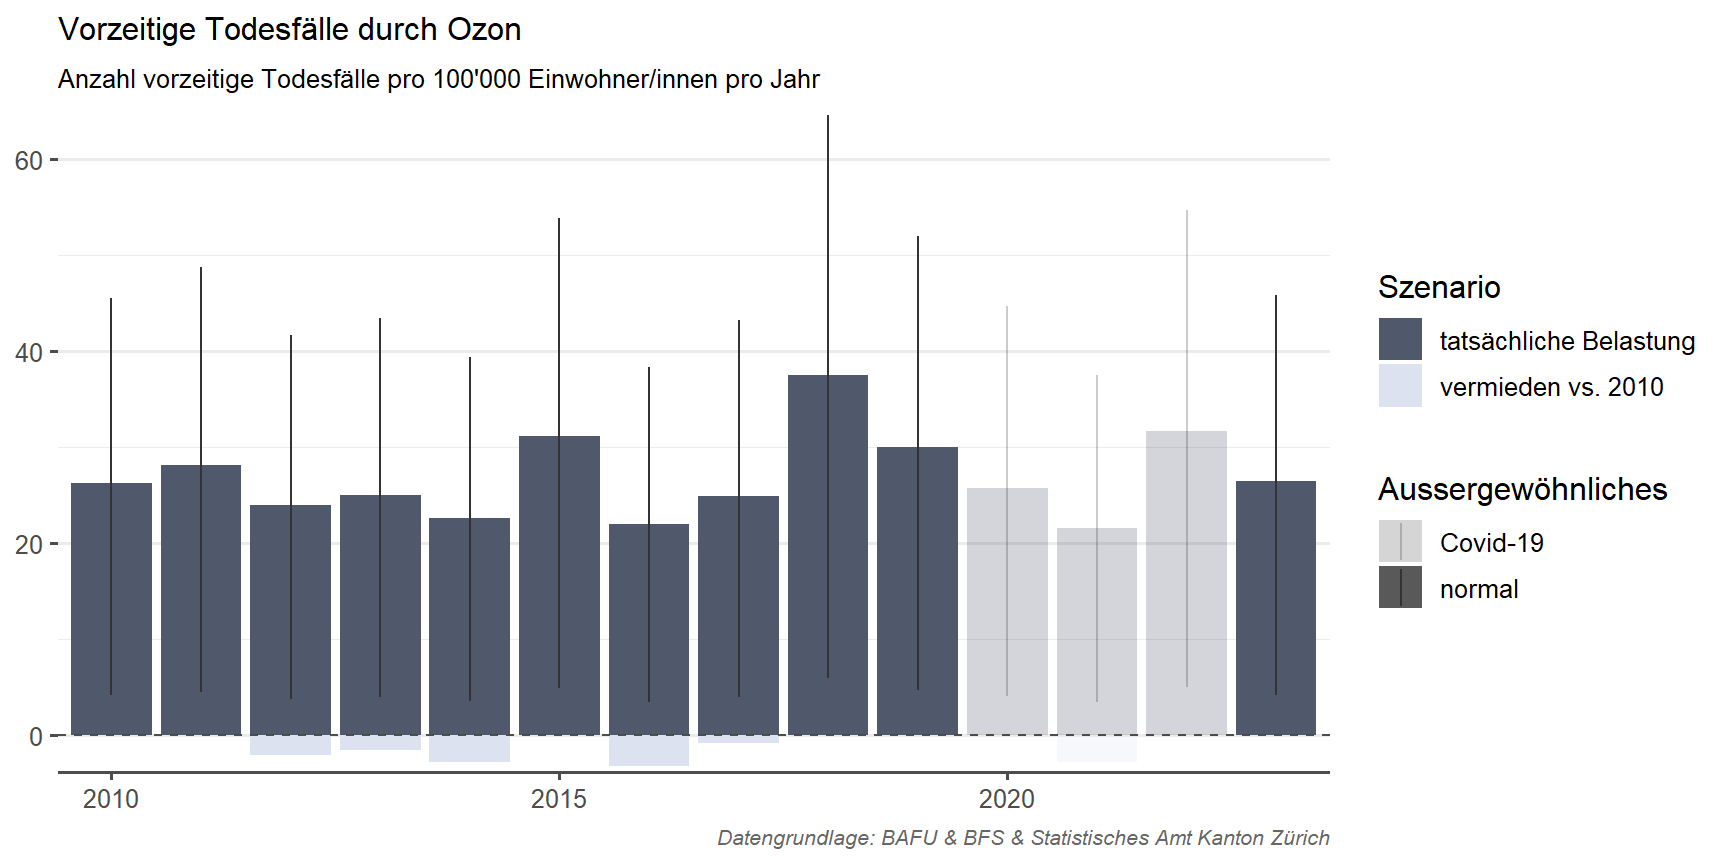 Vorzeitige Todesfälle durch Ozon
Anzahl vorzeitige Todesfälle pro 100'000 Einwohner/innen pro Jahr
60
40
20
0
2010
2015
2020
Szenario
tatsächliche Belastung
vermieden vs. 2010
Aussergewöhnliches
Covid-19
normal
Datengrundlage: BAFU & BFS & Statistisches Amt Kanton Zürich